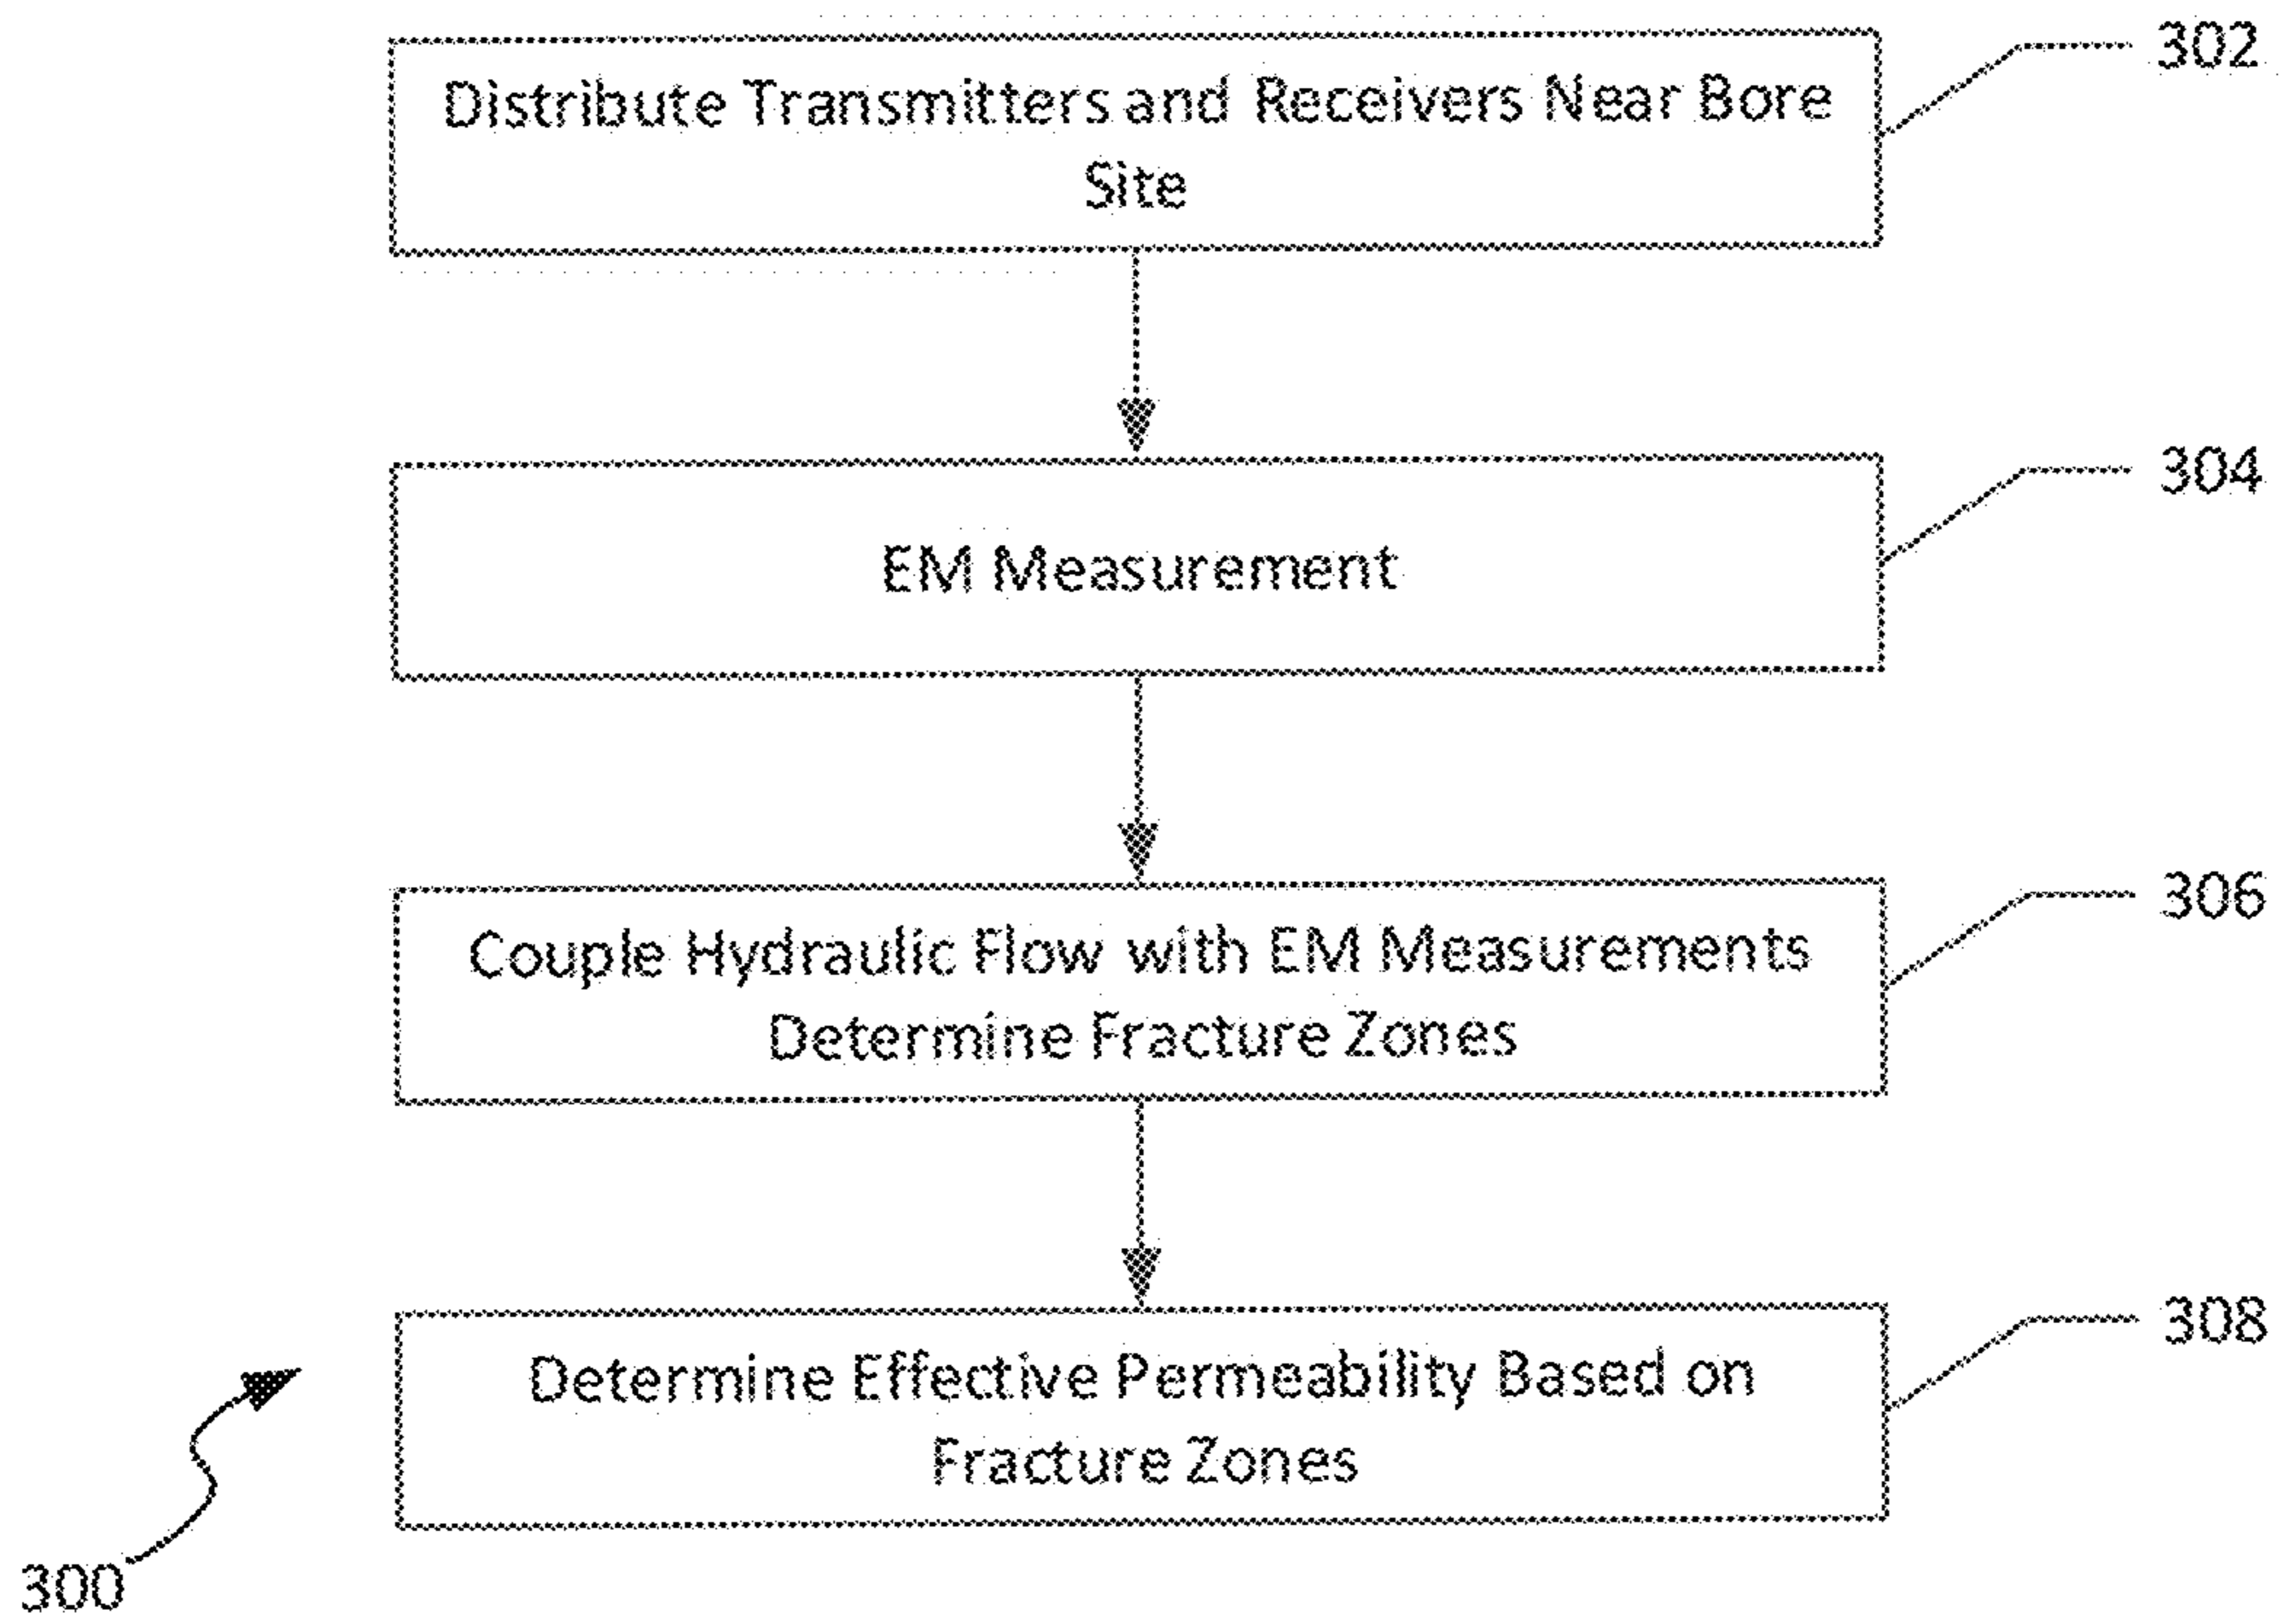 Distribute Transmitters and Receivers Near Bore
Site
302
EM Measurement
304
Couple Hydraulic Flow with EM Measurements
Determine Fracture Zones
306
Determine Effective Permeability Based on
Fracture Zones
308
300